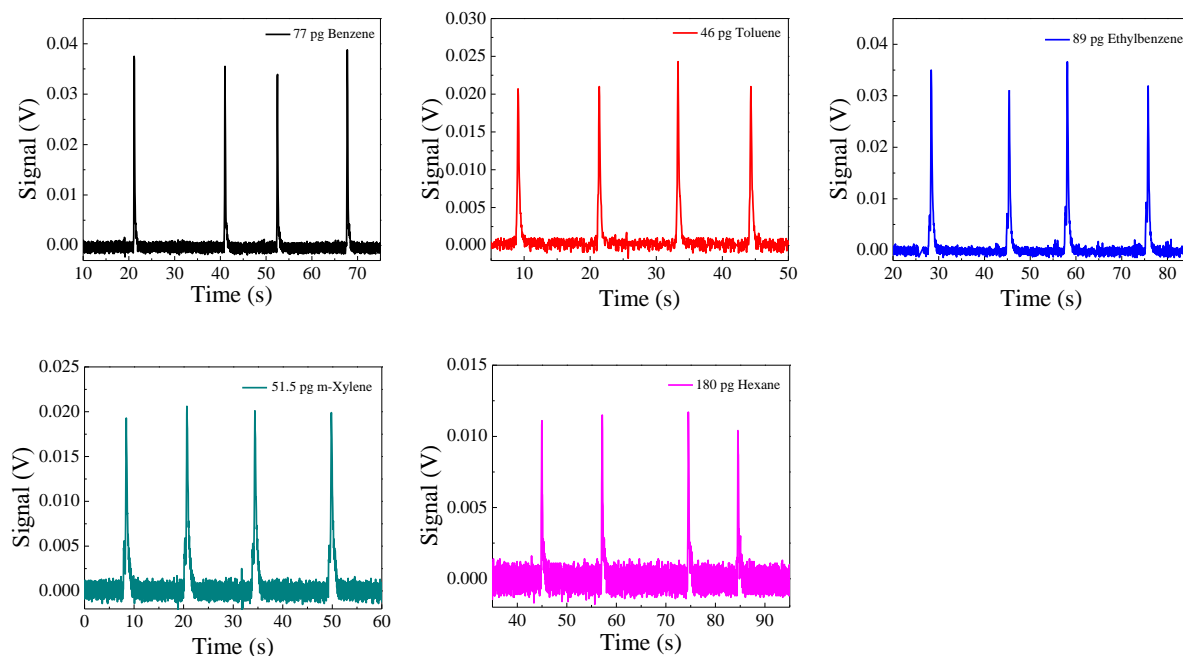 77 pg Benzene
0.04
0.03
0.02
0.01
0.00
Signal (V)
10 20 30 40 50 60 70
Time (s)
46 pg Toluene
0.030
0.025
0.020
0.015
0.010
0.005
0.000
Signal (V)
10 20 30 40 50
Time (s)
89 pg Ethylbenzene
0.04
0.03
0.02
0.01
0.00
Signal (V)
20 30 40 50 60 70 80
Time (s)
51.5 pg m-Xylene
0.025
0.020
0.015
0.010
0.005
0.000
Signal (V)
0 10 20 30 40 50 60
Time (s)
180 pg Hexane
0.015
0.010
0.005
0.000
Signal (V)
40 50 60 70 80 90
Time (s)